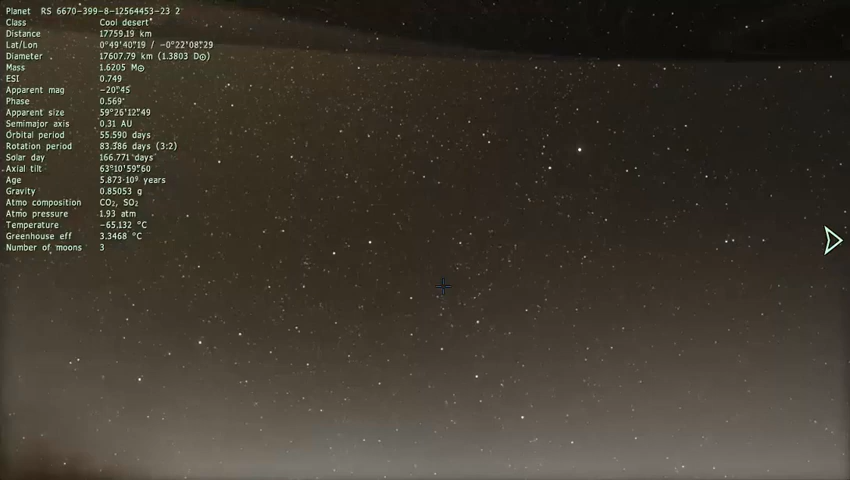 Planet RS 6670-399-8-12564453-23 2
Class Cool desert
Distance 17759.19 km
Lat/Lon 0°49'40."19 / -0°22'08."29
Diameter 17607.79 km (1.3803 D⊙)
Mass 1.6205 M⊙
ESI 0.749
Apparent mag -20.45
Phase 0.569°
Apparent size 59°26'12."49
Semimajor axis 0.31 AU
Orbital period 55.590 days
Rotation period 83.386 days (3:2)
Solar day 166.771 days
Axial tilt 63°10'59."60
Age 5.873·10⁹ years
Gravity 0.85053 g
Atmo composition CO₂, SO₂
Atmo pressure 1.93 atm
Temperature -65.132 °C
Greenhouse eff 3.3468 °C
Number of moons 3